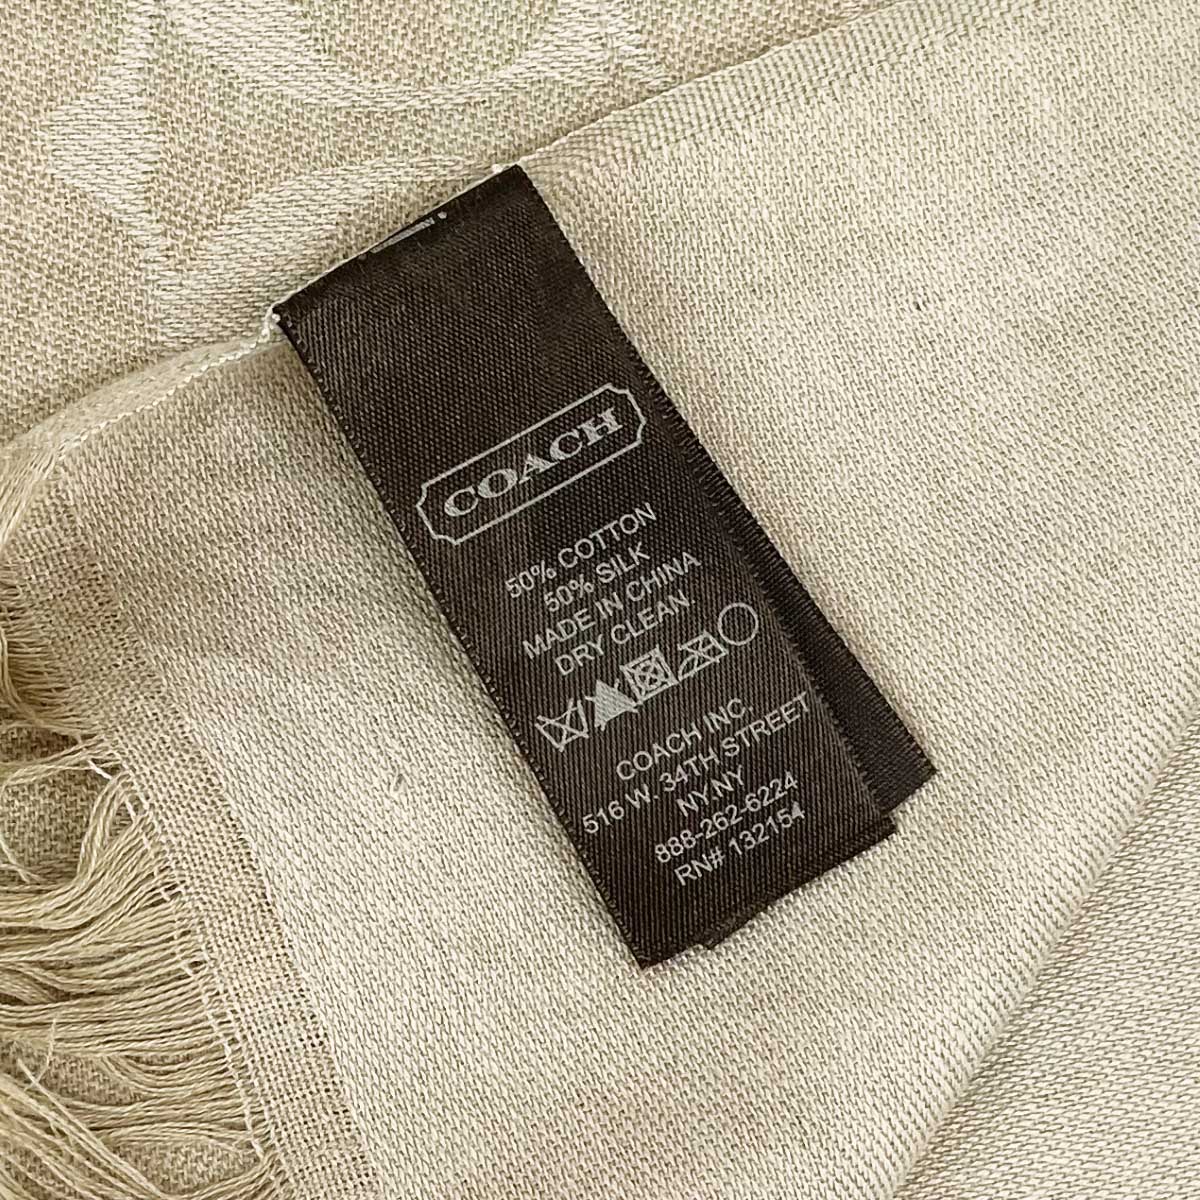 COACH
50% COTTON
50% SILK
MADE IN CHINA
DRY CLEAN
COACH INC.
516 W. 34TH STREET
NY.NY
888-262-6224
RN# 132154